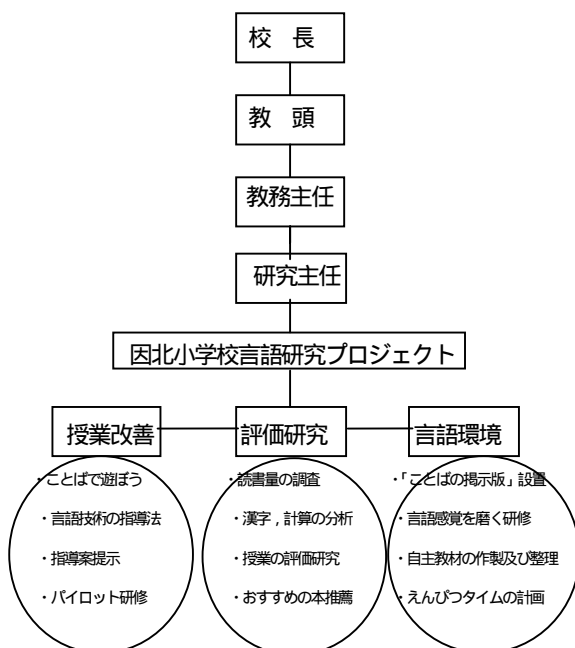 校　長
教　頭
教務主任
研究主任
因北小学校言語研究プロジェクト
授業改善
・ことばで遊ぼう
・言語技術の指導法
・指導案提示
・パイロット研修
評価研究
・読書量の調査
・漢字，計算の分析
・授業の評価研究
・おすすめの本推薦
言語環境
・「ことばの掲示版」設置
・言語感覚を磨く研修
・自主教材の作製及び整理
・えんぴつタイムの計画